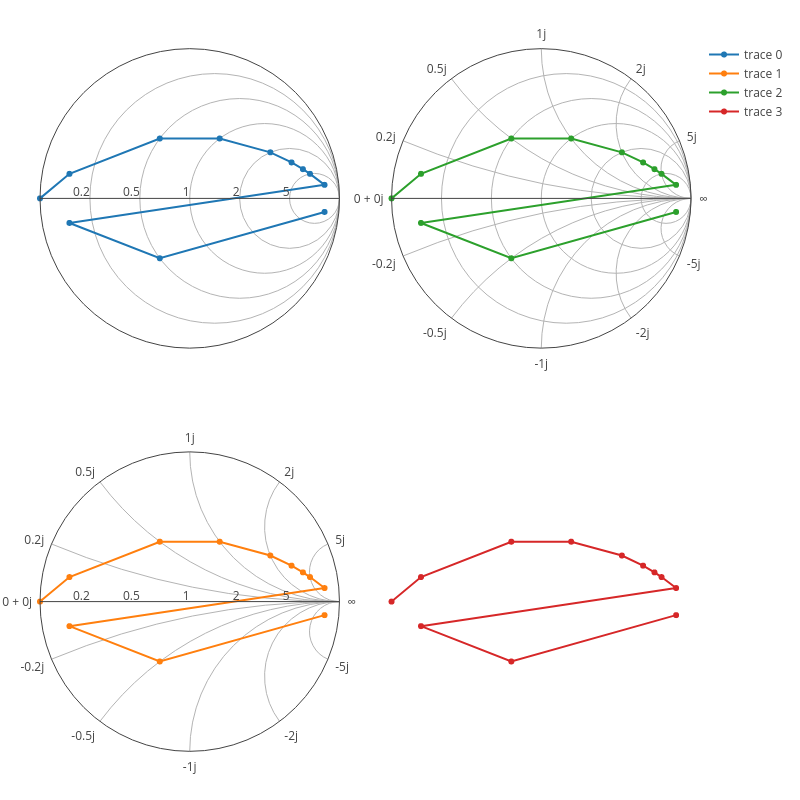 0.2 0.5 1 2 5
1j
0.5j 2j
0.2j 5j
0 + 0j ∞
-0.2j -5j
-0.5j -2j
-1j
trace 0
trace 1
trace 2
trace 3
1j
0.5j 2j
0.2j 5j
0.2 0.5 1 2 5
0 + 0j ∞
-0.2j -5j
-0.5j -2j
-1j